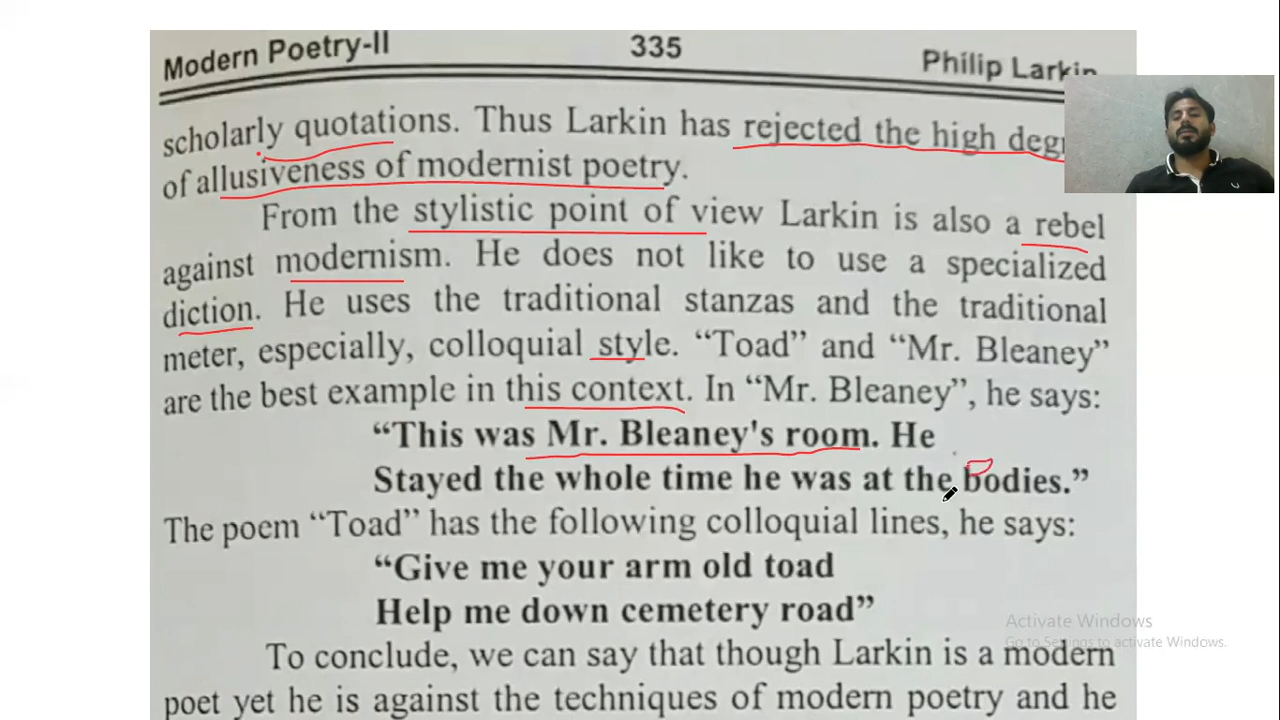 Modern Poetry-II 335 Philip Larkin
scholarly quotations. Thus Larkin has rejected the high
of allusiveness of modernist poetry.
From the stylistic point of view Larkin is also a rebel
against modernism. He does not like to use a specialized
diction. He uses the traditional stanzas and the traditional
meter, especially, colloquial style. “Toad” and “Mr. Bleaney”
are the best example in this context. In “Mr. Bleaney”, he says:
“This was Mr. Bleaney's room. He
Stayed the whole time he was at the bodies.”
The poem “Toad” has the following colloquial lines, he says:
“Give me your arm old toad
Help me down cemetery road”
To conclude, we can say that though Larkin is a modern
poet yet he is against the techniques of modern poetry and he
Activate Windows
Go to Settings to activate Windows.